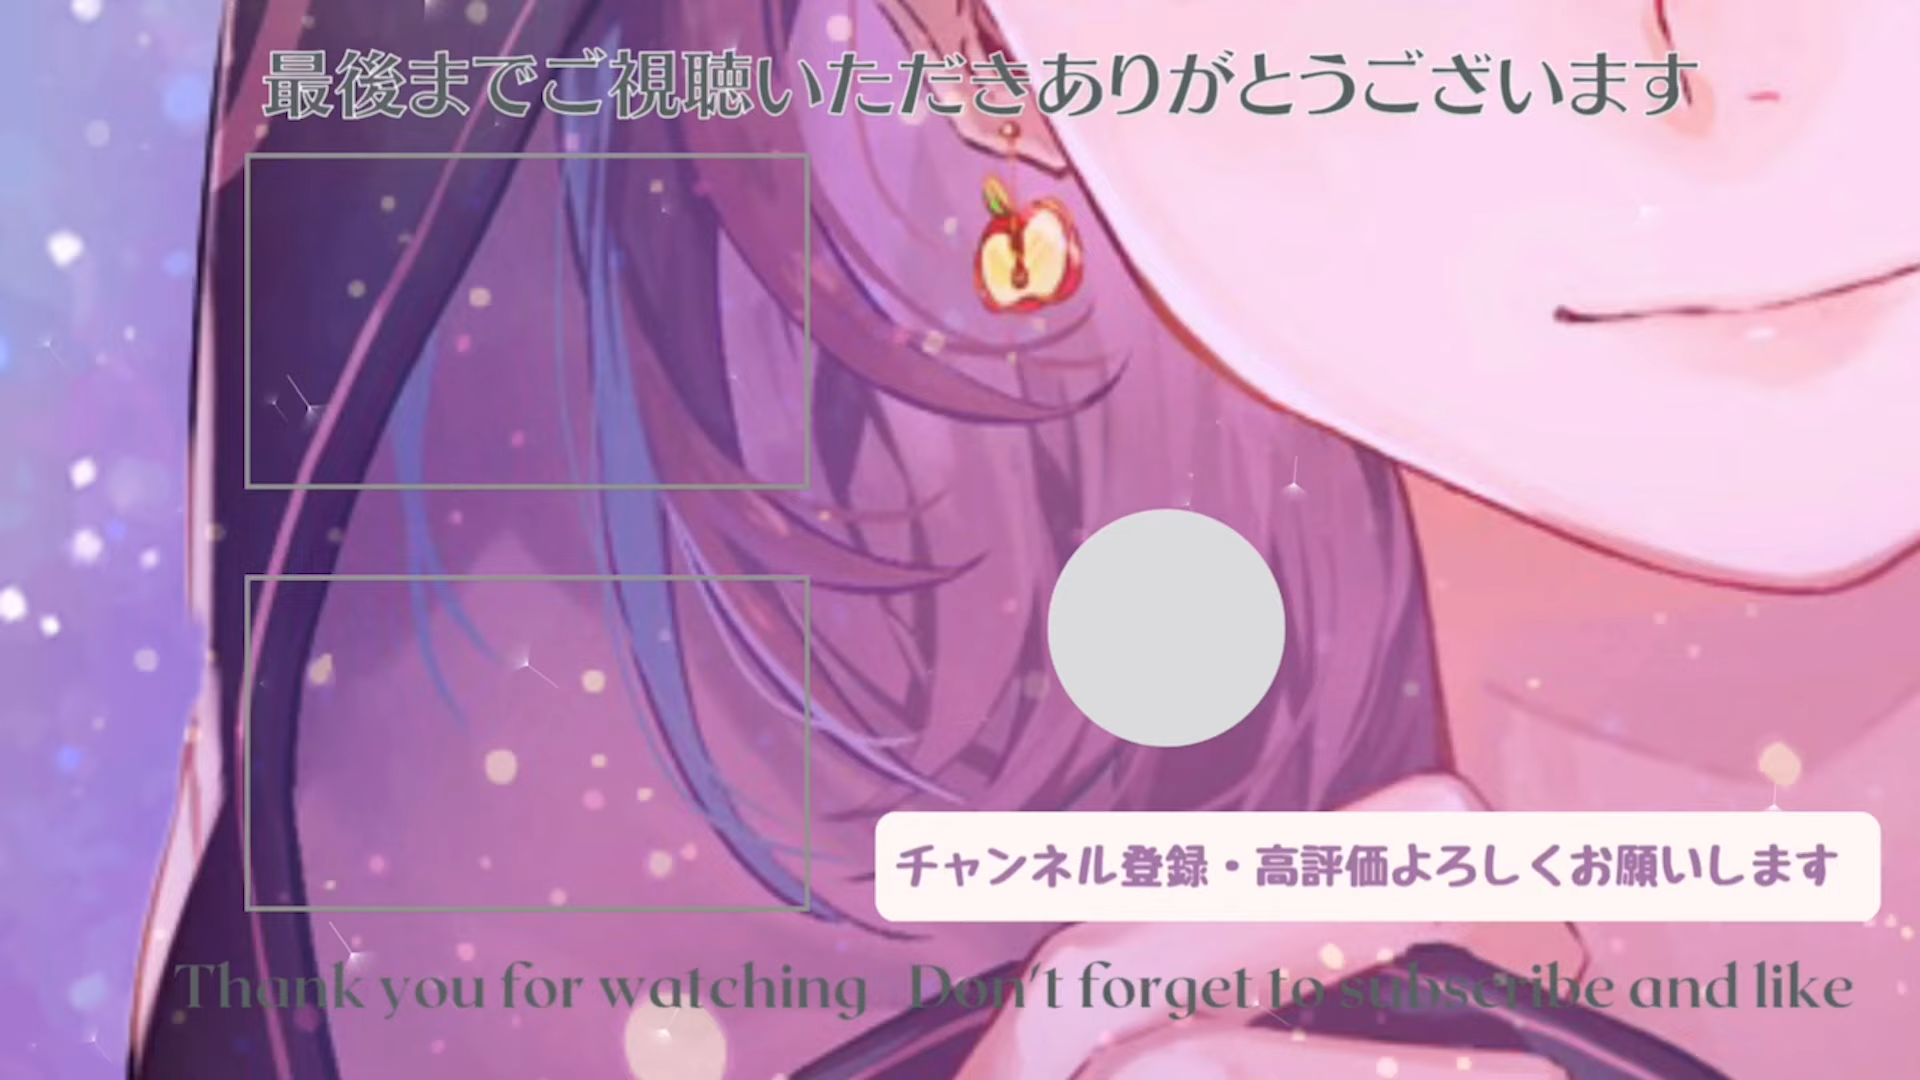 最後までご視聴いただきありがとうございます
チャンネル登録・高評価よろしくお願いします
Thank you for watching Don't forget to subscribe and like